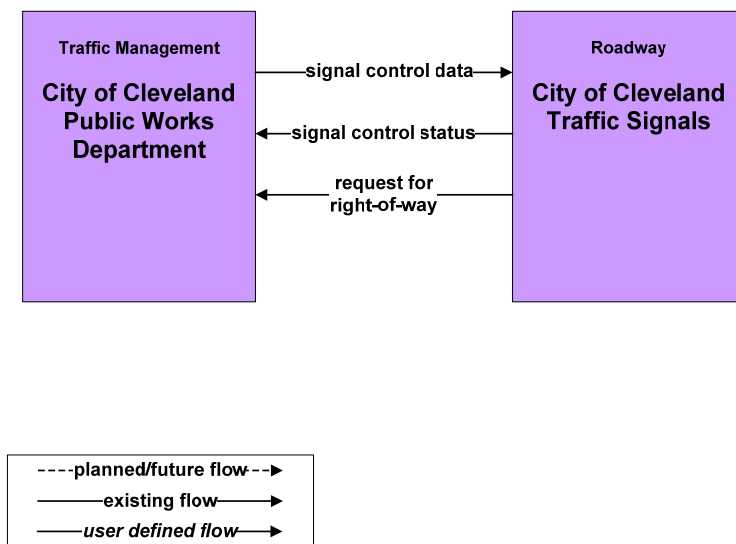 Traffic Management
City of Cleveland
Public Works
Department
signal control data
signal control status
request for
right-of-way
Roadway
City of Cleveland
Traffic Signals
planned/future flow
existing flow
user defined flow